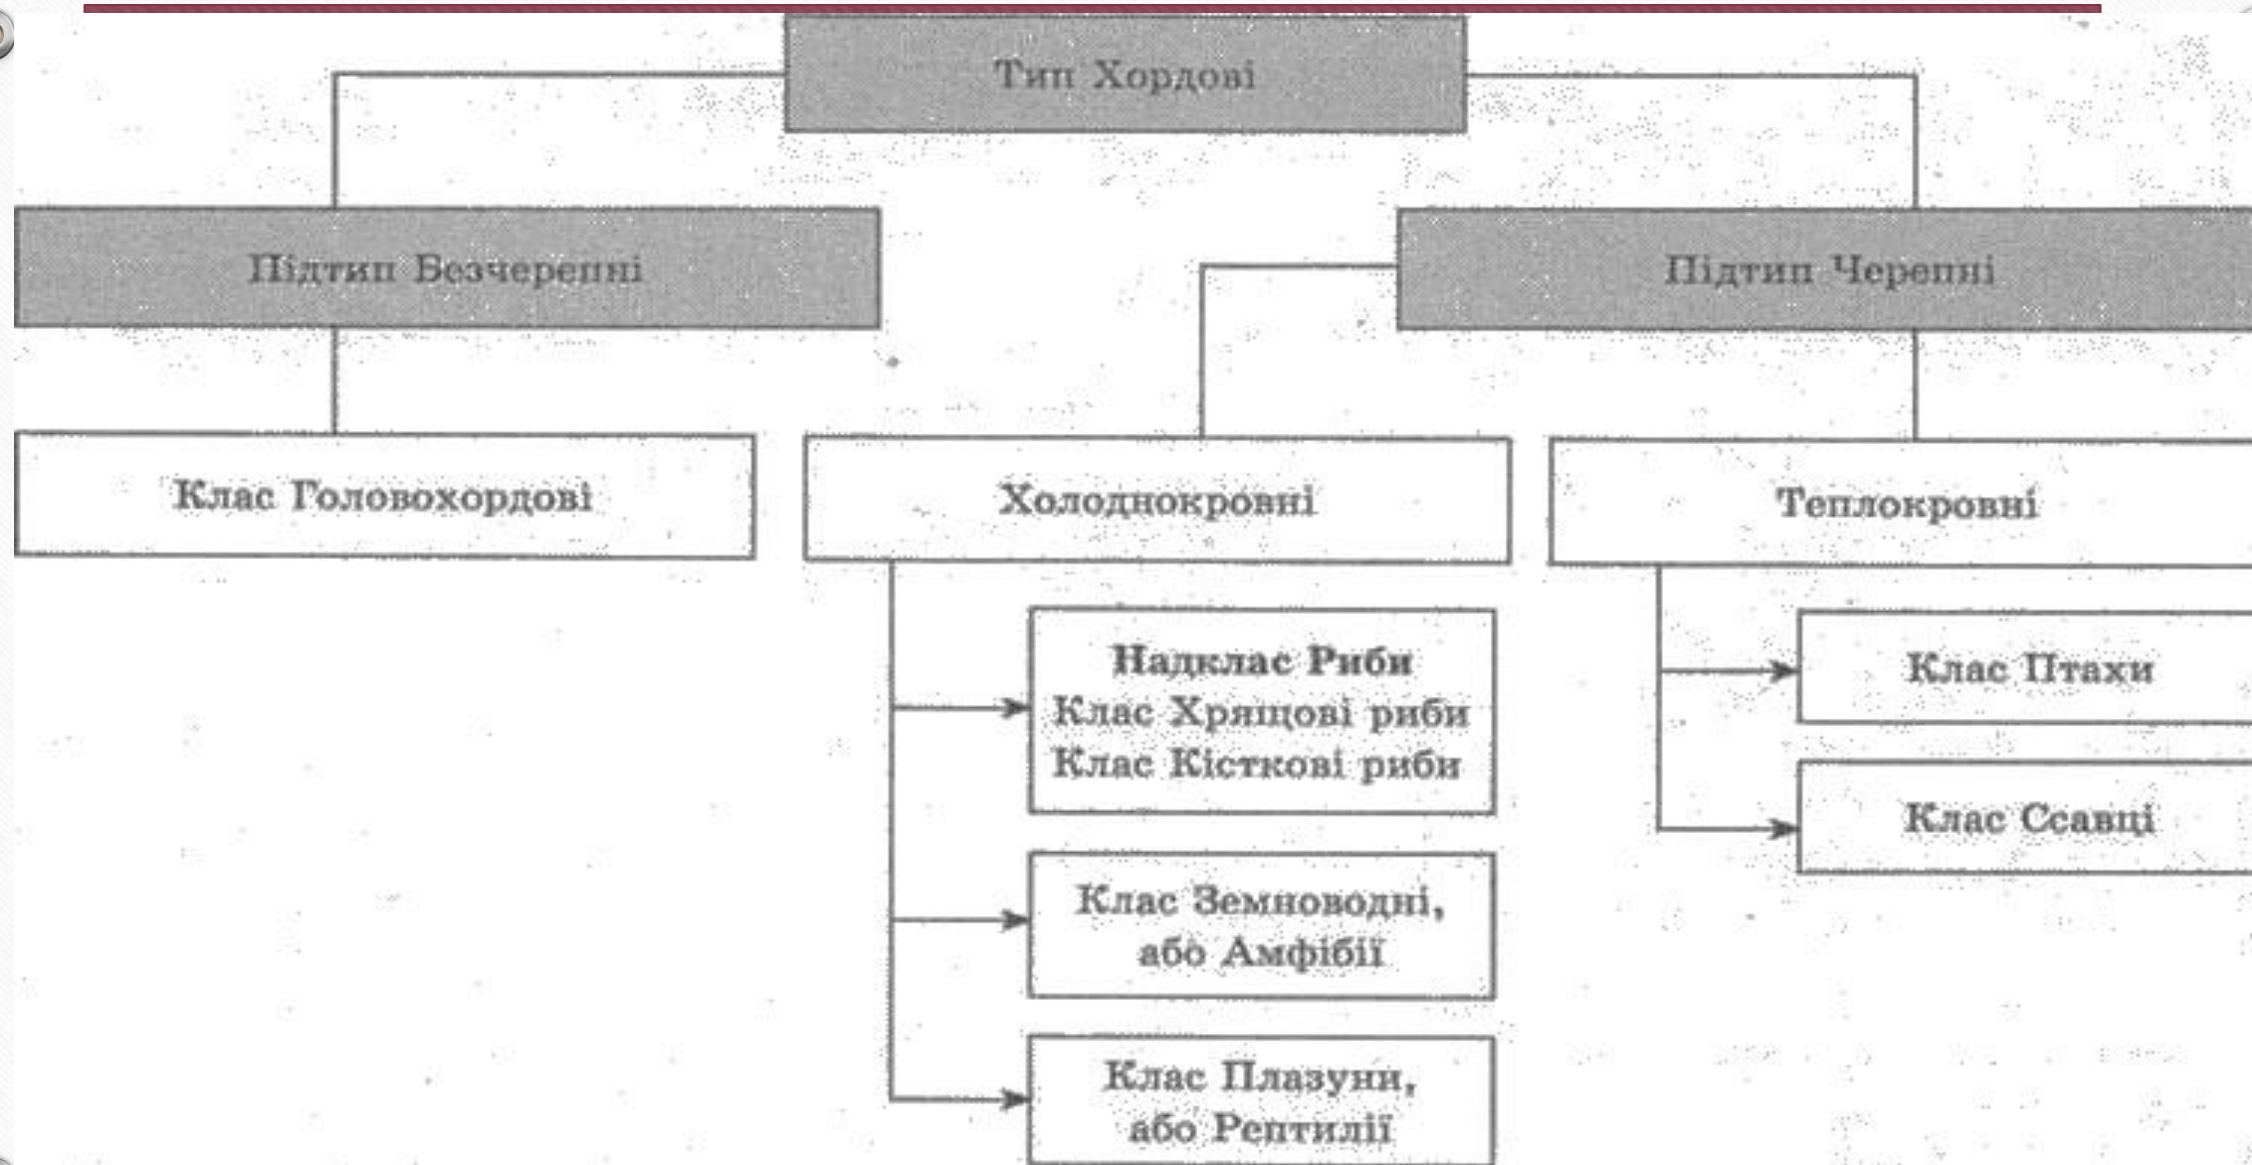 Тип Хордові
Підтип Безчерепні
Підтип Черепні
Клас Головохордові
Холоднокровні
Теплокровні
Надклас Риби
Клас Хрящові риби
Клас Кісткові риби
Клас Земноводні,
або Амфібії
Клас Плазуни,
або Рептилії
Клас Птахи
Клас Ссавці